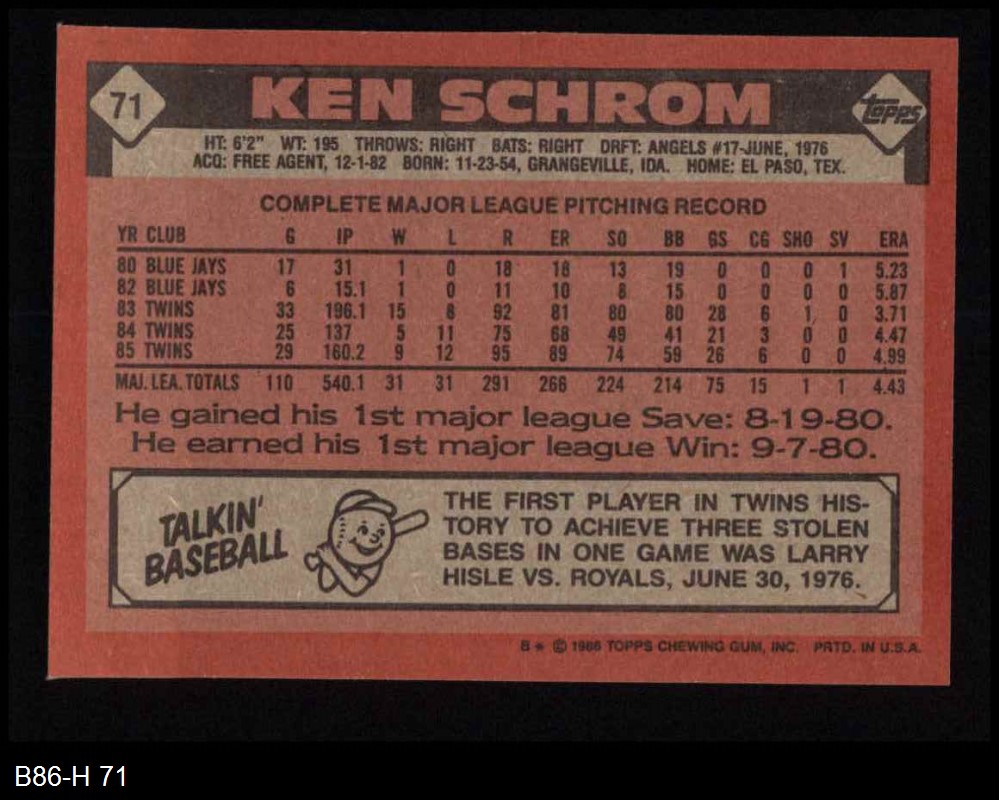 71
KEN SCHROM
topps
HT: 6'2" WT: 195 THROWS: RIGHT BATS: RIGHT DRFT: ANGELS #17-JUNE, 1976
ACQ: FREE AGENT, 12-1-82 BORN: 11-23-54, GRANGEVILLE, IDA. HOME: EL PASO, TEX.
COMPLETE MAJOR LEAGUE PITCHING RECORD
YR CLUB G IP W L R ER SO BB GS CG SHO SV ERA
80 BLUE JAYS 17 31 1 0 18 18 13 19 0 0 0 1 5.23
82 BLUE JAYS 6 15.1 1 0 11 10 8 15 0 0 0 0 5.87
83 TWINS 33 196.1 15 8 92 81 80 80 28 6 1 0 3.71
84 TWINS 25 137 5 11 75 68 49 41 21 3 0 0 4.47
85 TWINS 29 160.2 9 12 95 89 74 59 26 6 0 0 4.99
MAJ. LEA. TOTALS 110 540.1 31 31 291 266 224 214 75 15 1 1 4.43
He gained his 1st major league Save: 8-19-80.
He earned his 1st major league Win: 9-7-80.
TALKIN'
BASEBALL
THE FIRST PLAYER IN TWINS HIS-
TORY TO ACHIEVE THREE STOLEN
BASES IN ONE GAME WAS LARRY
HISLE VS. ROYALS, JUNE 30, 1976.
B* © 1986 TOPPS CHEWING GUM, INC. PRTD. IN U.S.A.
B86-H 71